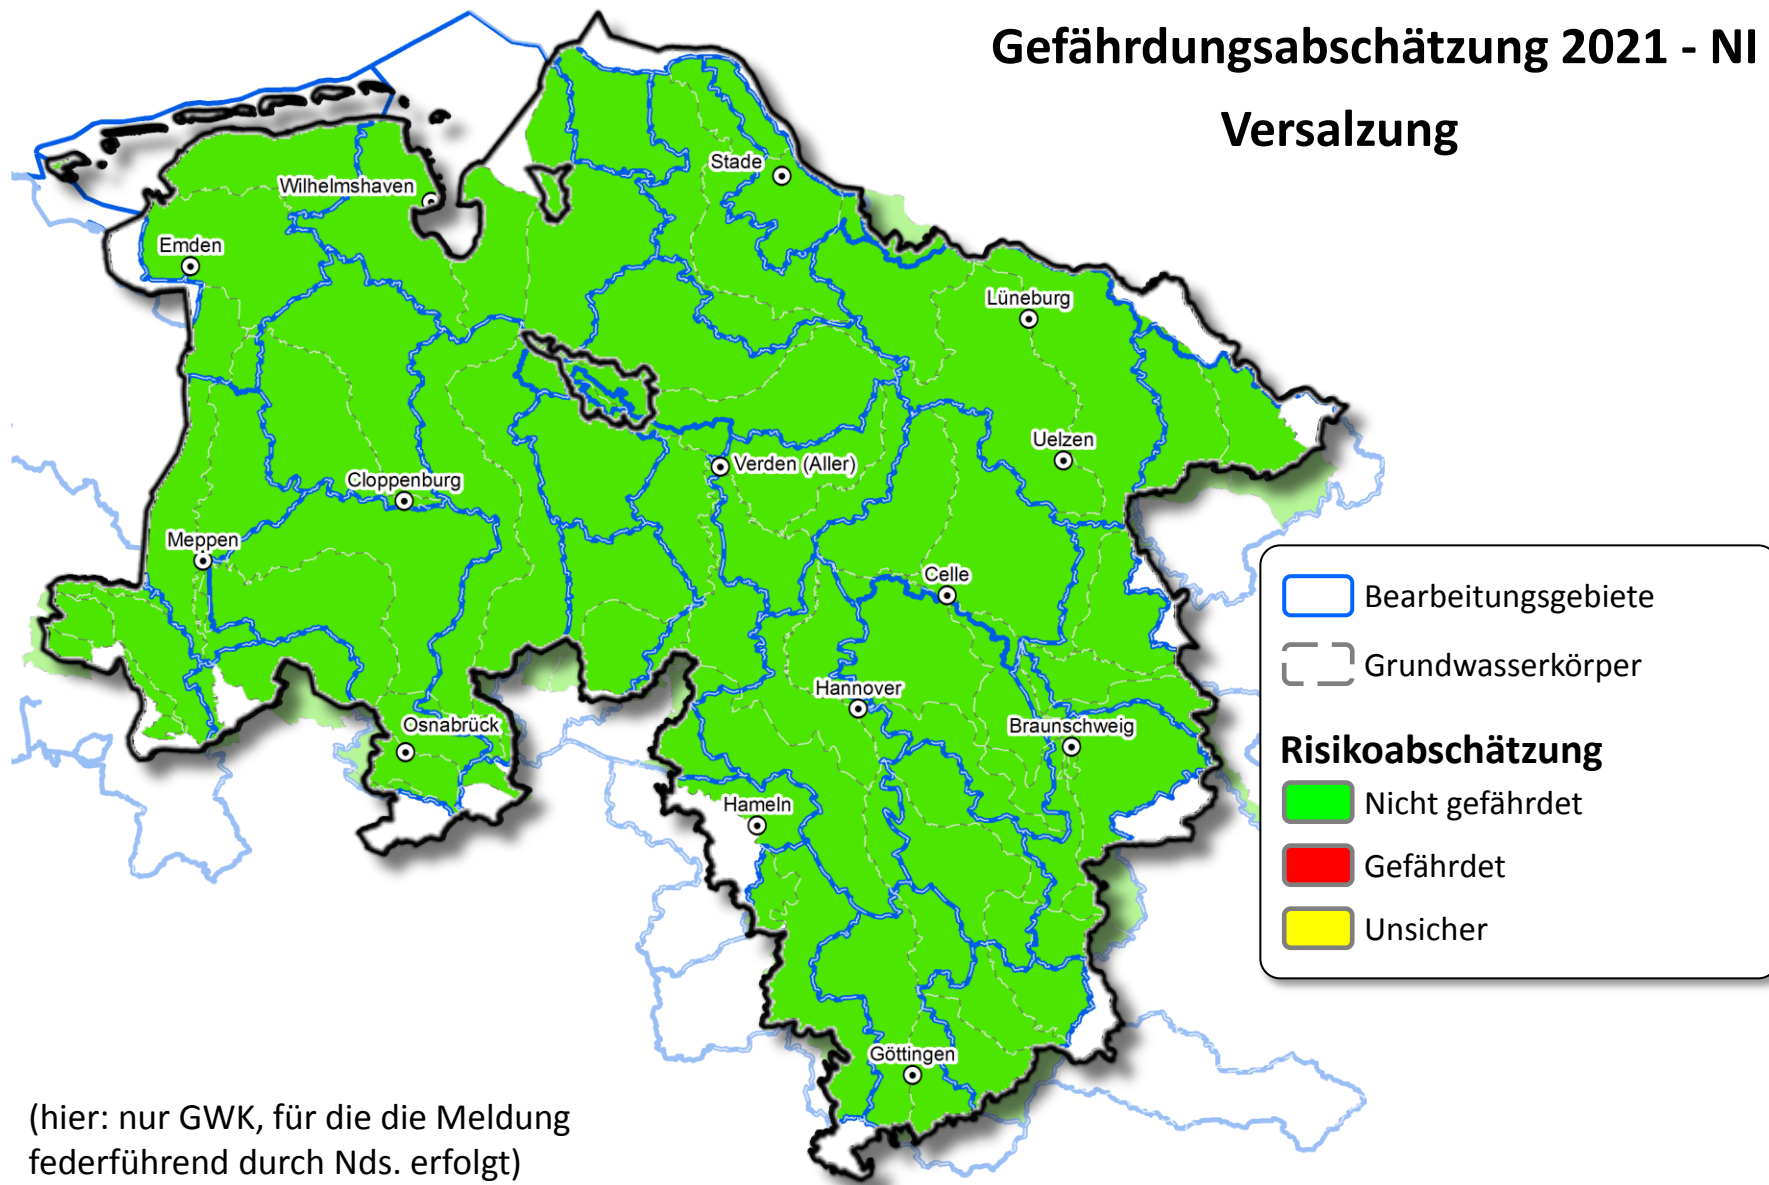 Gefährdungsabschätzung 2021 - NI
Versalzung
Stade
Wilhelmshaven
Emden
Lüneburg
Uelzen
Verden (Aller)
Cloppenburg
Meppen
Celle
Hannover
Osnabrück
Braunschweig
Hameln
Göttingen
Bearbeitungsgebiete
Grundwasserkörper
Risikoabschätzung
Nicht gefährdet
Gefährdet
Unsicher
(hier: nur GWK, für die die Meldung
federführend durch Nds. erfolgt)